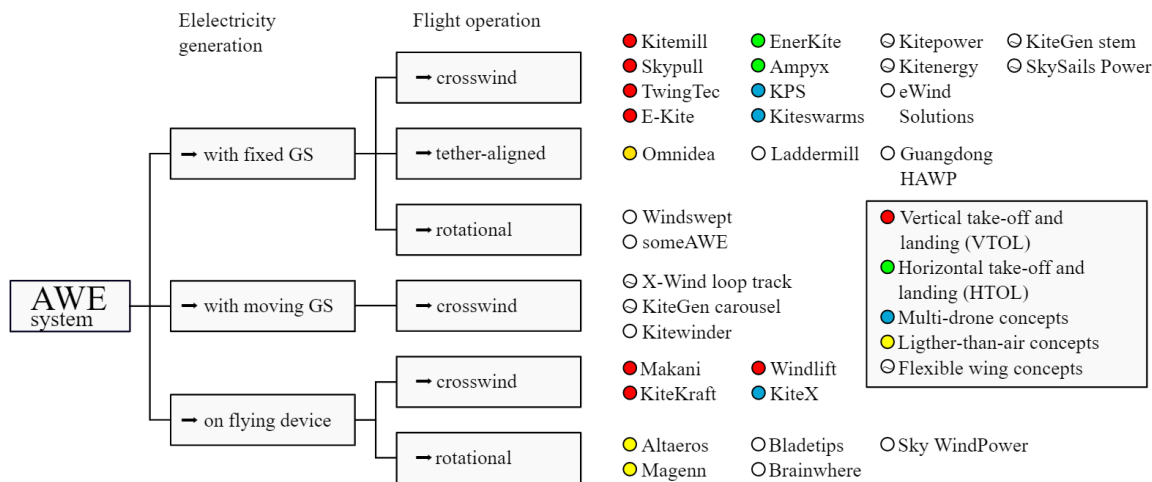 Elelectricity
generation
Flight operation
AWE
system
➞ with fixed GS
➞ with moving GS
➞ on flying device
➞ crosswind
➞ tether-aligned
➞ rotational
➞ crosswind
➞ crosswind
➞ rotational
Kitemill
Skypull
TwingTec
E-Kite
EnerKíte
Ampyx
KPS
Kiteswarms
Kitepower
Kitenergy
eWind
Solutions
KiteGen stem
SkySails Power
Omnidea
Laddermill
Guangdong
HAWP
Windswept
someAWE
X-Wind loop track
KiteGen carousel
Kitewinder
Makani
KiteKraft
Windlift
KiteX
Altaeros
Magenn
Bladetips
Brainwhere
Sky WindPower
Vertical take-off and
landing (VTOL)
Horizontal take-off and
landing (HTOL)
Multi-drone concepts
Ligther-than-air concepts
Flexible wing concepts